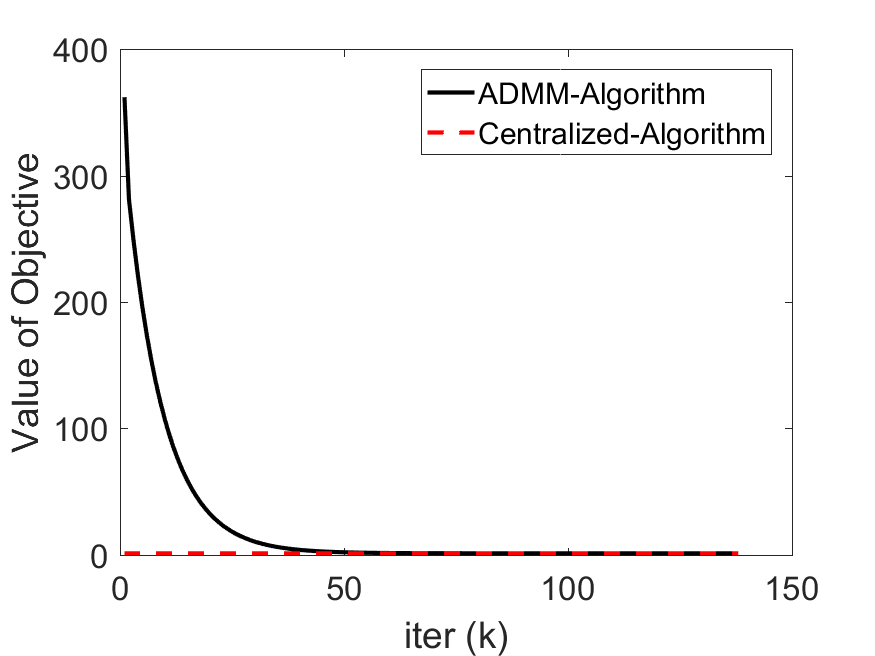 400
300
200
100
0
0
50
100
150
Value of Objective
iter (k)
ADMM-Algorithm
Centralized-Algorithm